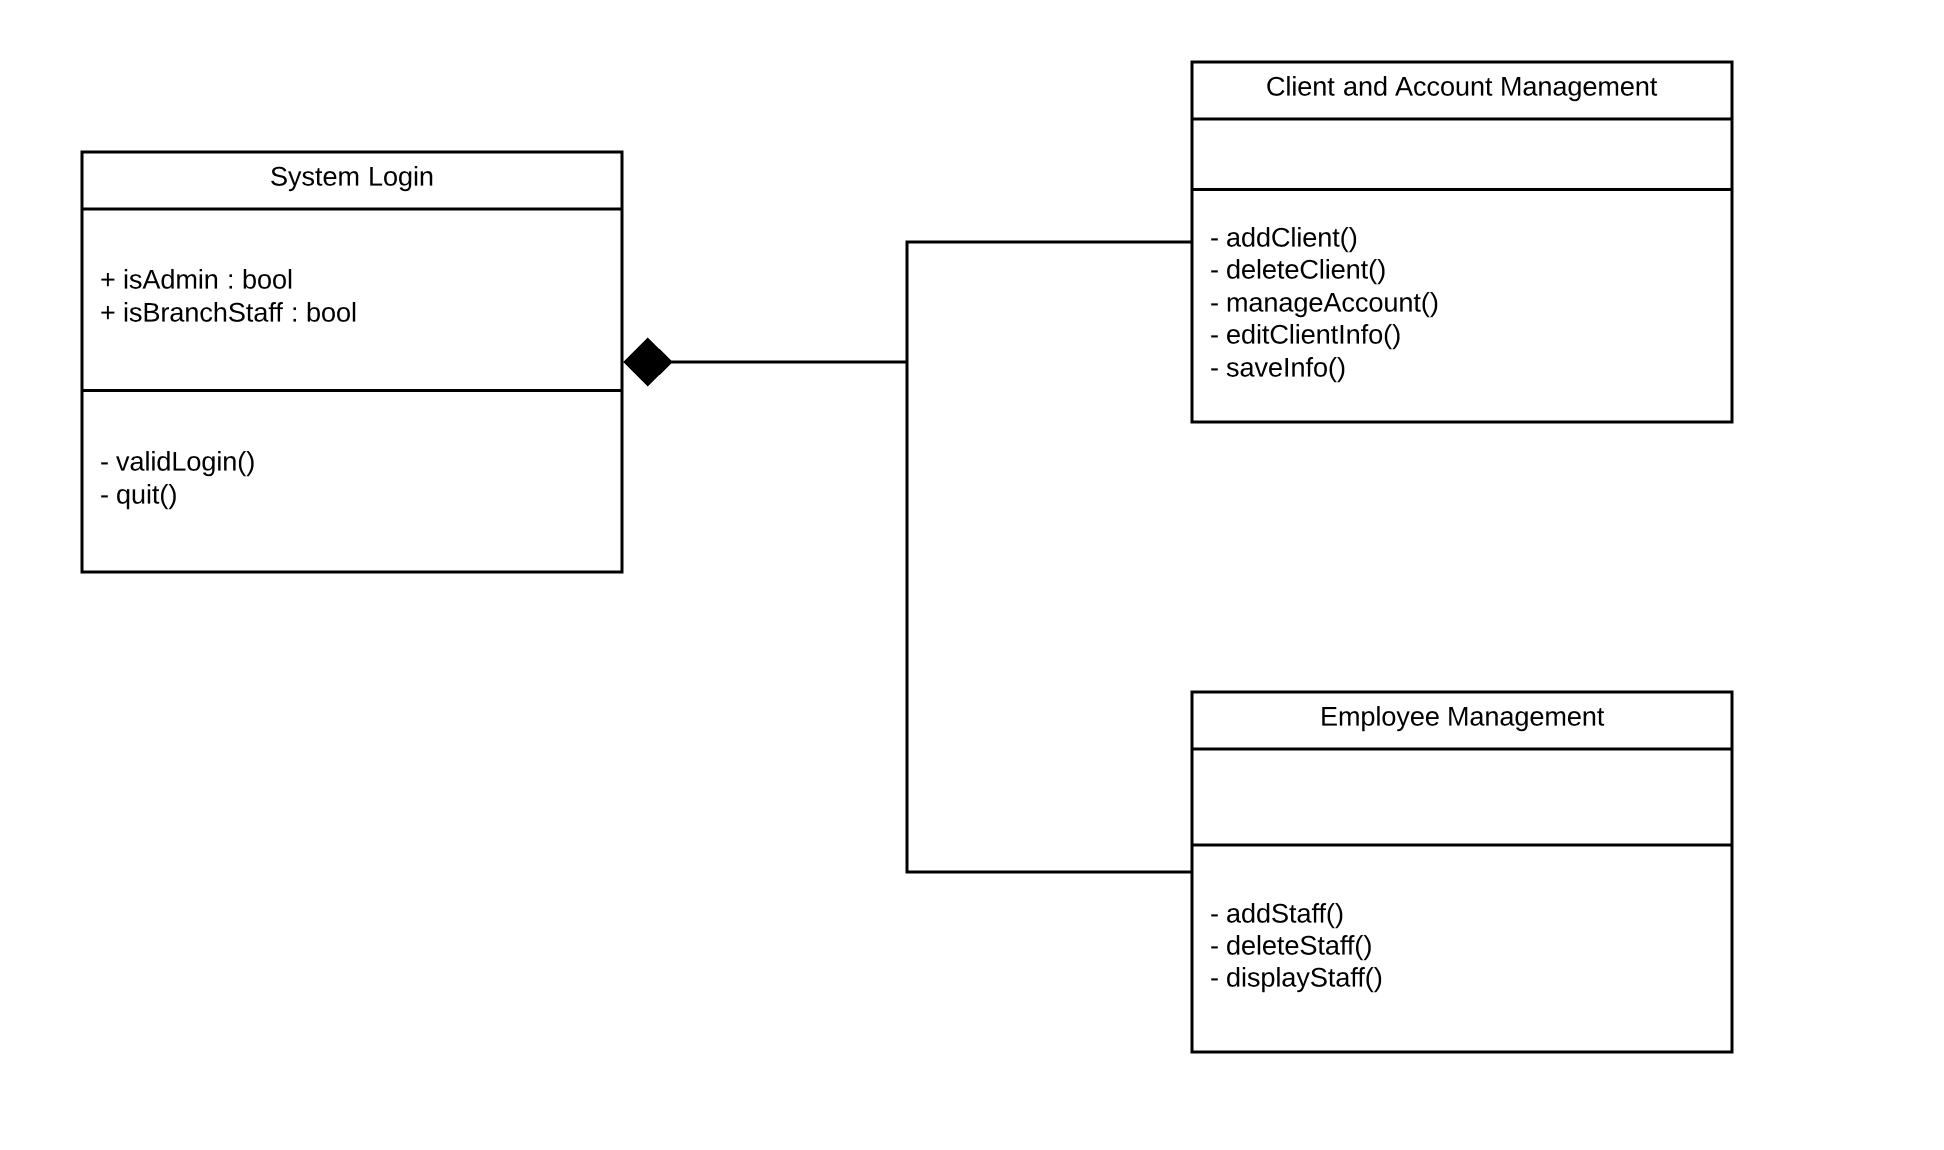 System Login
+ isAdmin : bool
+ isBranchStaff : bool
- validLogin()
- quit()
Client and Account Management
- addClient()
- deleteClient()
- manageAccount()
- editClientInfo()
- saveInfo()
Employee Management
- addStaff()
- deleteStaff()
- displayStaff()